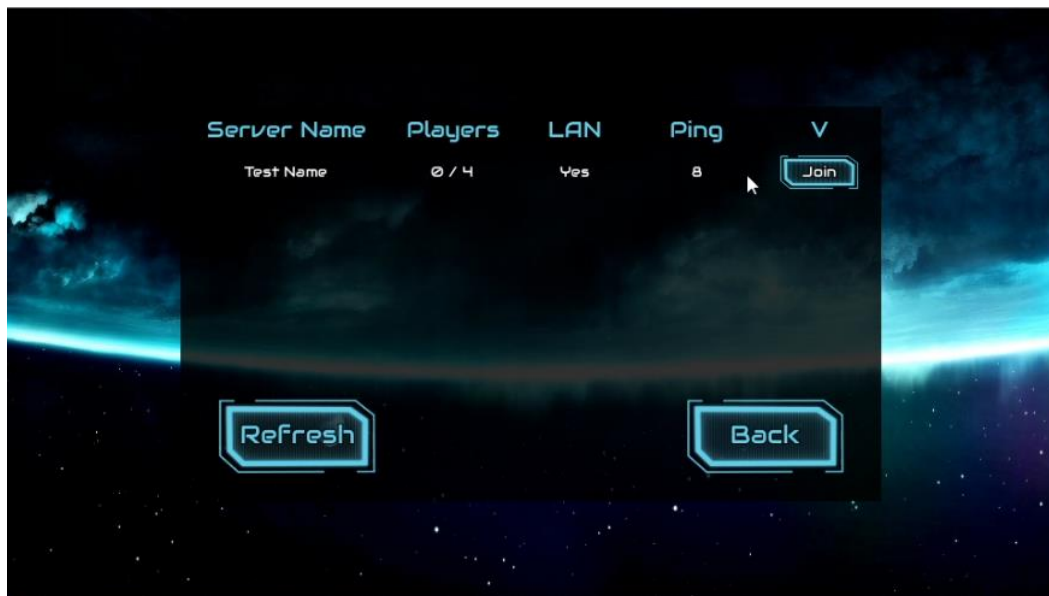 Server Name Players LAN Ping V
Test Name 0 / 4 Yes 8 Join
Refresh Back